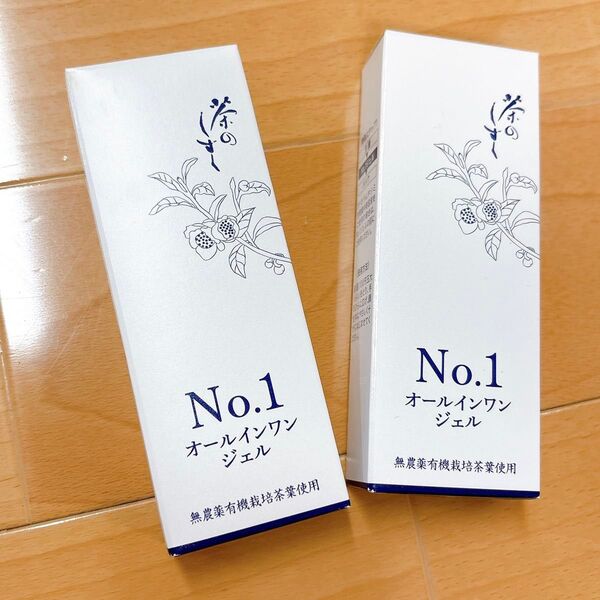 茶のしずく
No.1
オールインワン
ジェル
無農薬有機栽培茶葉使用
茶のしずく
No.1
オールインワン
ジェル
無農薬有機栽培茶葉使用